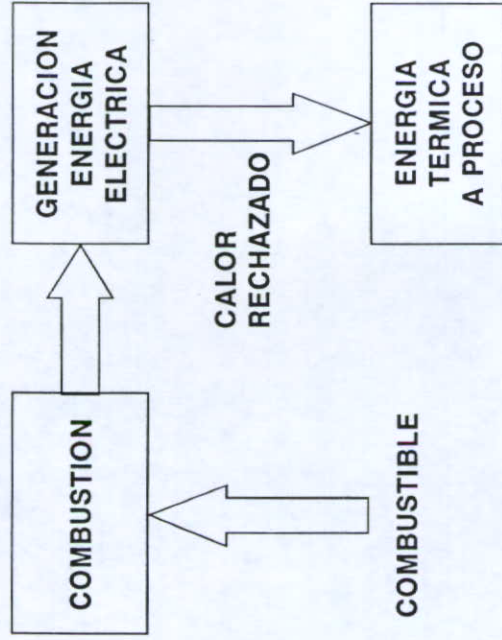 COMBUSTION
GENERACION
ENERGIA
ELECTRICA
CALOR
RECHAZADO
COMBUSTIBLE
ENERGIA
TERMICA
A PROCESO